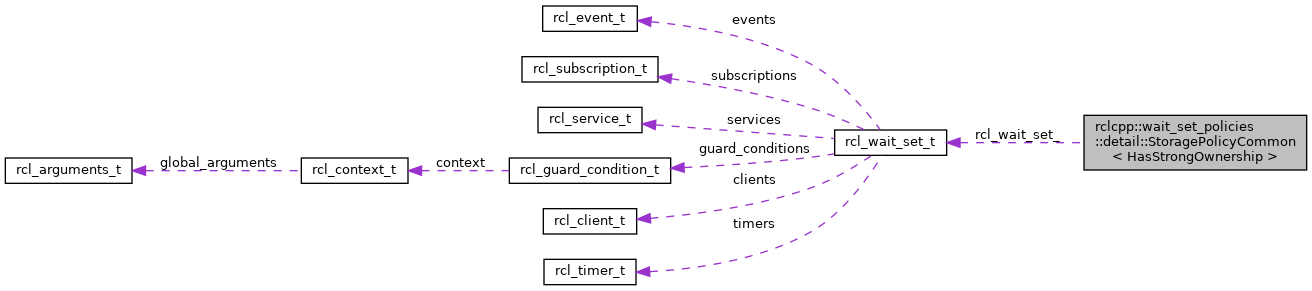 rcl_event_t
events
rcl_subscription_t
subscriptions
rcl_service_t
services
rcl_wait_set_t
rcl_wait_set_
rclcpp::wait_set_policies
::detail::StoragePolicyCommon
< HasStrongOwnership >
rcl_arguments_t
global_arguments
rcl_context_t
context
rcl_guard_condition_t
guard_conditions
rcl_client_t
clients
rcl_timer_t
timers